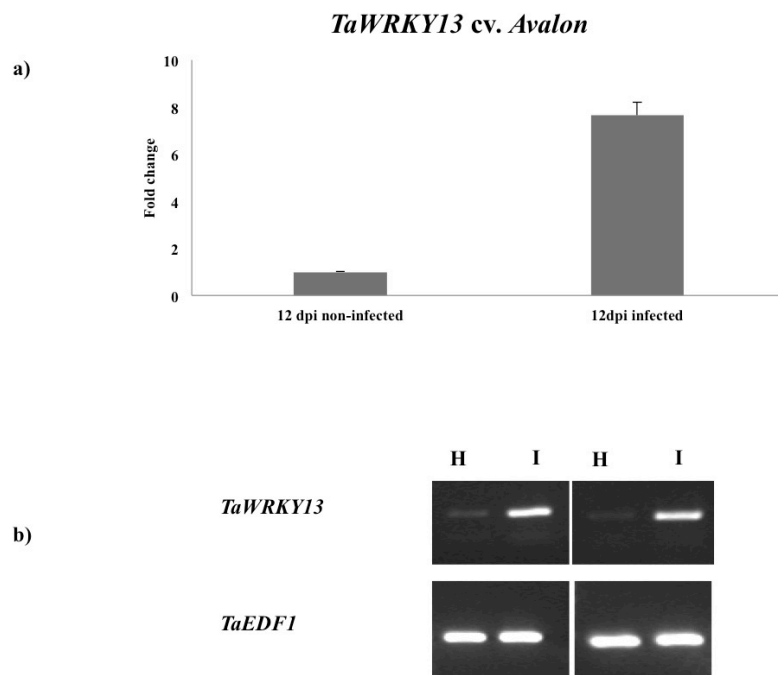 TaWRKY13 cv. Avalon
a)
10
8
6
4
2
0
Fold change
12 dpi non-infected
12dpi infected
H I H I
TaWRKY13
b)
TaEDF1